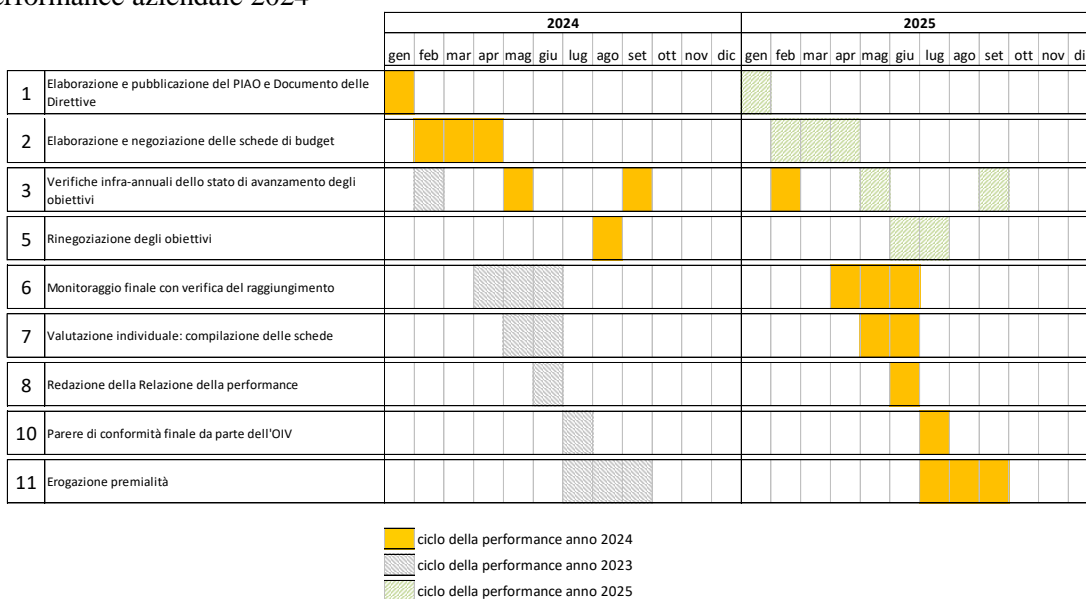 erformance aziendale 2024
2024 2025
gen feb mar apr mag giu lug ago set ott nov dic gen feb mar apr mag giu lug ago set ott nov di
1 Elaborazione e pubblicazione del PIAO e Documento delle
Direttive
2 Elaborazione e negoziazione delle schede di budget
3 Verifiche infra-annuali dello stato di avanzamento degli
obiettivi
5 Rinegoziazione degli obiettivi
6 Monitoraggio finale con verifica del raggiungimento
7 Valutazione individuale: compilazione delle schede
8 Redazione della Relazione della performance
10 Parere di conformità finale da parte dell'OIV
11 Erogazione premialità
ciclo della performance anno 2024
ciclo della performance anno 2023
ciclo della performance anno 2025